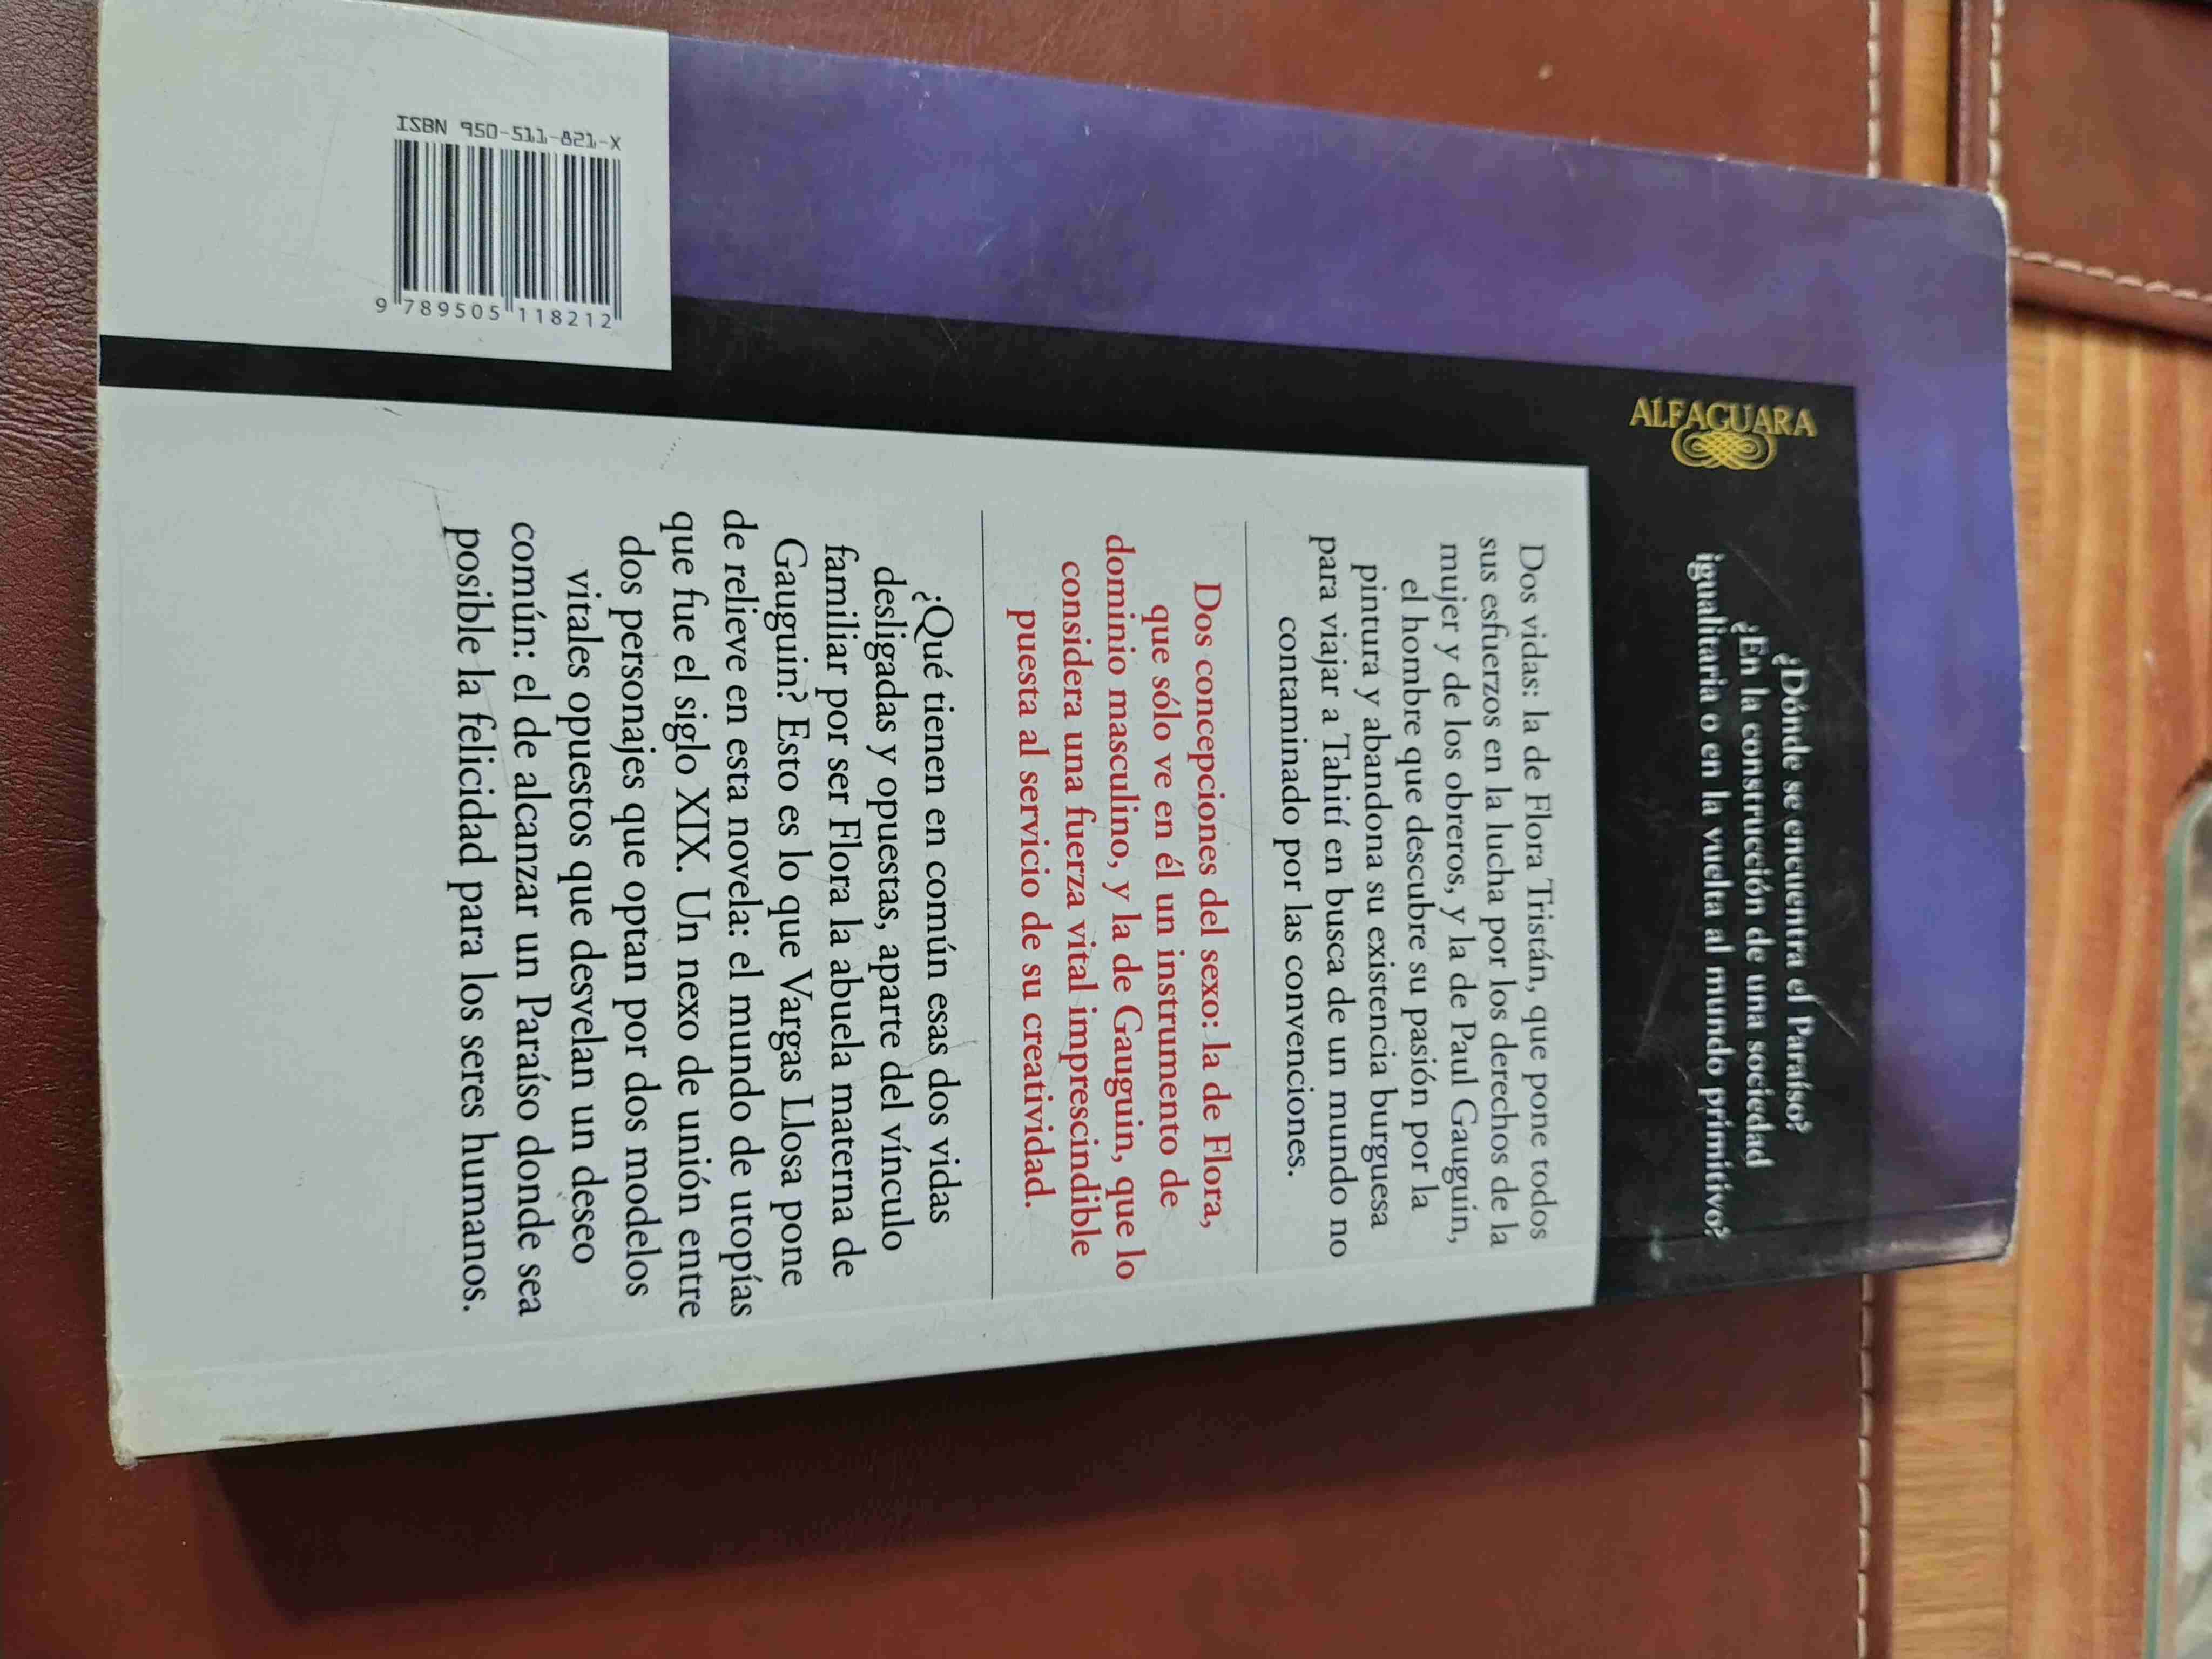 ALFAGUARA
¿Dónde se encuentra el Paraíso?
¿En la construcción de una sociedad
igualitaria o en la vuelta al mundo primitivo?
Dos vidas: la de Flora Tristán, que pone todos
sus esfuerzos en la lucha por los derechos de la
mujer y de los obreros, y la de Paul Gauguin,
el hombre que descubre su pasión por la
pintura y abandona su existencia burguesa
para viajar a Tahití en busca de un mundo no
contaminado por las convenciones.
Dos concepciones del sexo: la de Flora,
que sólo ve en él un instrumento de
dominio masculino, y la de Gauguin, que lo
considera una fuerza vital imprescindible
puesta al servicio de su creatividad.
¿Qué tienen en común esas dos vidas
desligadas y opuestas, aparte del vínculo
familiar por ser Flora la abuela materna de
Gauguin? Esto es lo que Vargas Llosa pone
de relieve en esta novela: el mundo de utopías
que fue el siglo XIX. Un nexo de unión entre
dos personajes que optan por dos modelos
vitales opuestos que desvelan un deseo
común: el de alcanzar un Paraíso donde sea
posible la felicidad para los seres humanos.
ISBN 950-511-821-X
9 789505 118212